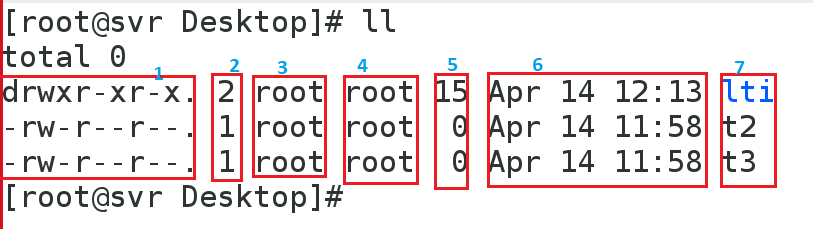 [root@svr Desktop]# ll
total 0
1 2 3 4 5 6 7
drwxr-xr-x. 2 root root 15 Apr 14 12:13 lti
-rw-r--r--. 1 root root 0 Apr 14 11:58 t2
-rw-r--r--. 1 root root 0 Apr 14 11:58 t3
[root@svr Desktop]#